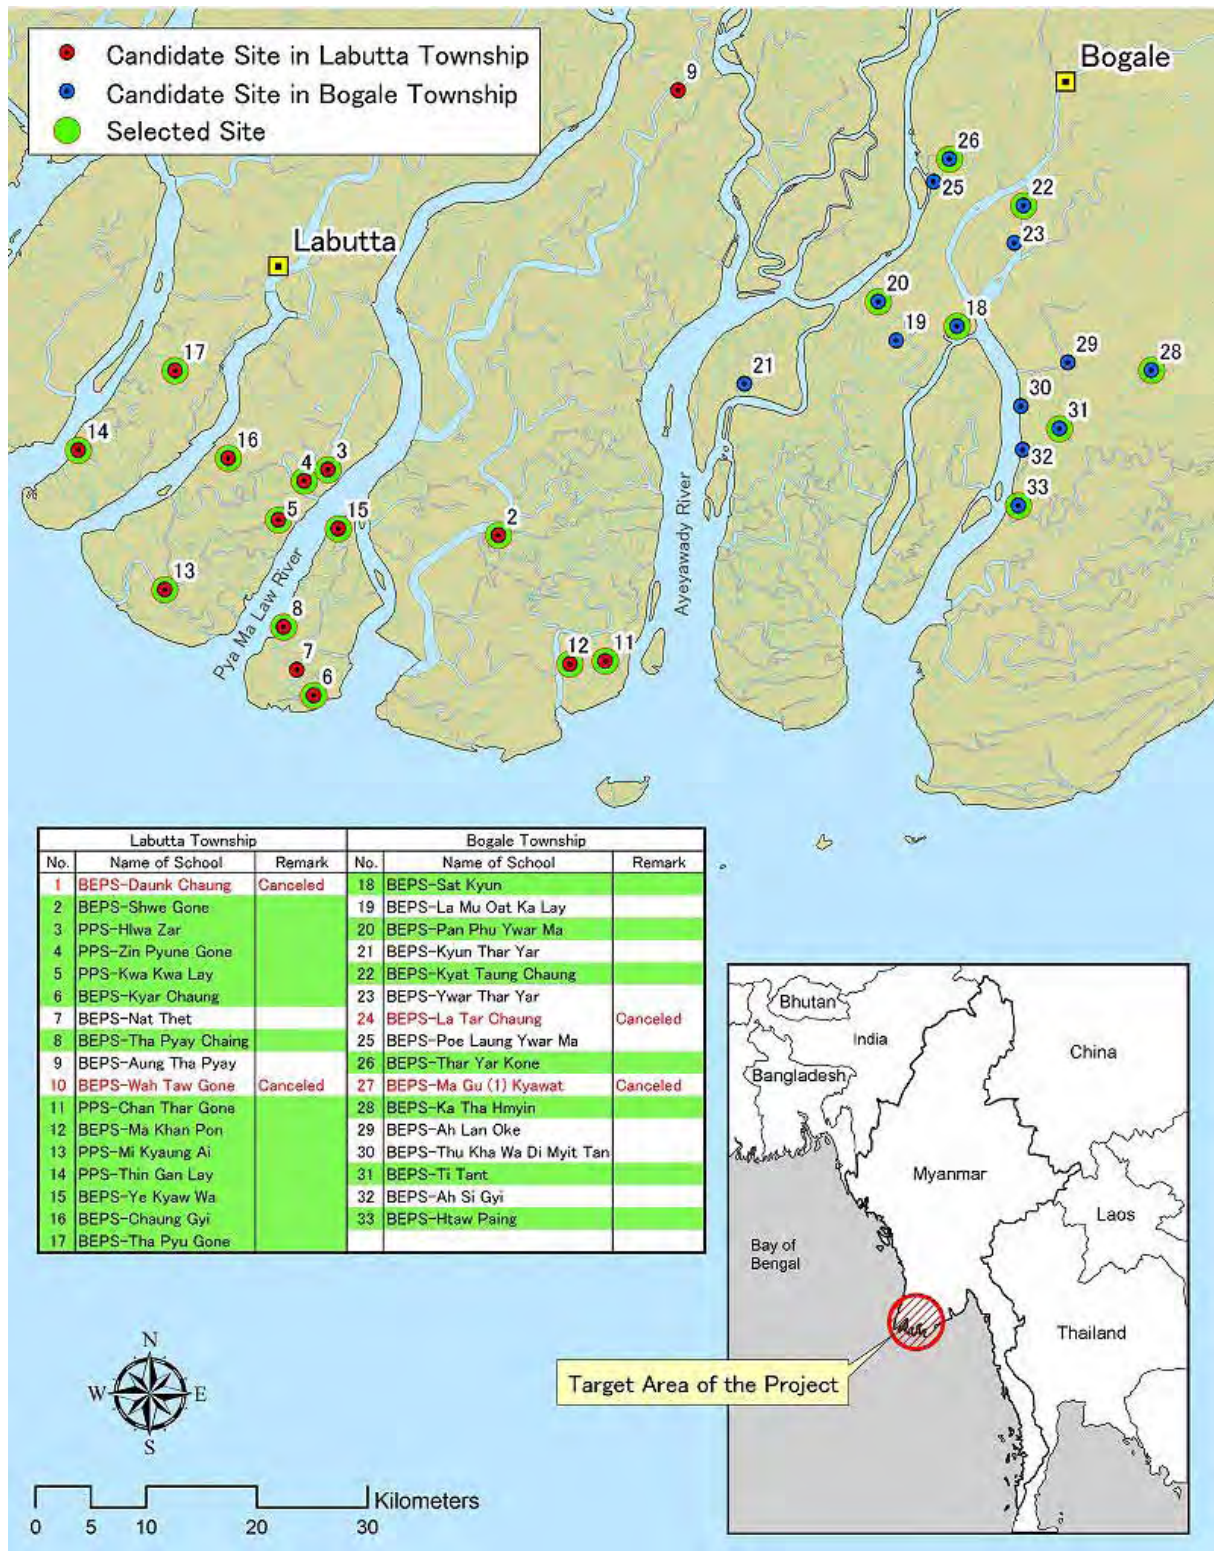 Candidate Site in Labutta Township
Candidate Site in Bogale Township
Selected Site
9
Bogale
26
25
22
23
Labutta
20
19
18
17
21
29
28
30
31
14
16
4
3
32
5
15
2
33
13
Pya Ma Law River
Ayeyawady River
8
7
6
12
11
Labutta Township Bogale Township
No. Name of School Remark No. Name of School Remark
1 BEPS-Daunk Chaung Canceled 18 BEPS-Sat Kyun
2 BEPS-Shwe Gone 19 BEPS-La Mu Oat Ka Lay
3 PPS-Hlwa Zar 20 BEPS-Pan Phu Ywar Ma
4 PPS-Zin Pyune Gone 21 BEPS-Kyun Thar Yar
5 PPS-Kwa Kwa Lay 22 BEPS-Kyat Taung Chaung
6 BEPS-Kyar Chaung 23 BEPS-Ywar Thar Yar
7 BEPS-Nat Thet 24 BEPS-La Tar Chaung Canceled
8 BEPS-Tha Pyay Chaing 25 BEPS-Poe Laung Ywar Ma
9 BEPS-Aung Tha Pyay 26 BEPS-Thar Yar Kone
10 BEPS-Wah Taw Gone Canceled 27 BEPS-Ma Gu (1) Kyawat Canceled
11 PPS-Chan Thar Gone 28 BEPS-Ka Tha Hmyin
12 BEPS-Ma Khan Pon 29 BEPS-Ah Lan Oke
13 PPS-Mi Kyaung Ai 30 BEPS-Thu Kha Wa Di Myit Tan
14 PPS-Thin Gan Lay 31 BEPS-Ti Tant
15 BEPS-Ye Kyaw Wa 32 BEPS-Ah Si Gyi
16 BEPS-Chaung Gyi 33 BEPS-Htaw Paing
17 BEPS-Tha Pyu Gone
Bhutan
India
China
Bangladesh
Myanmar
Laos
Bay of
Bengal
Thailand
Target Area of the Project
N
W E
S
Kilometers
0 5 10 20 30